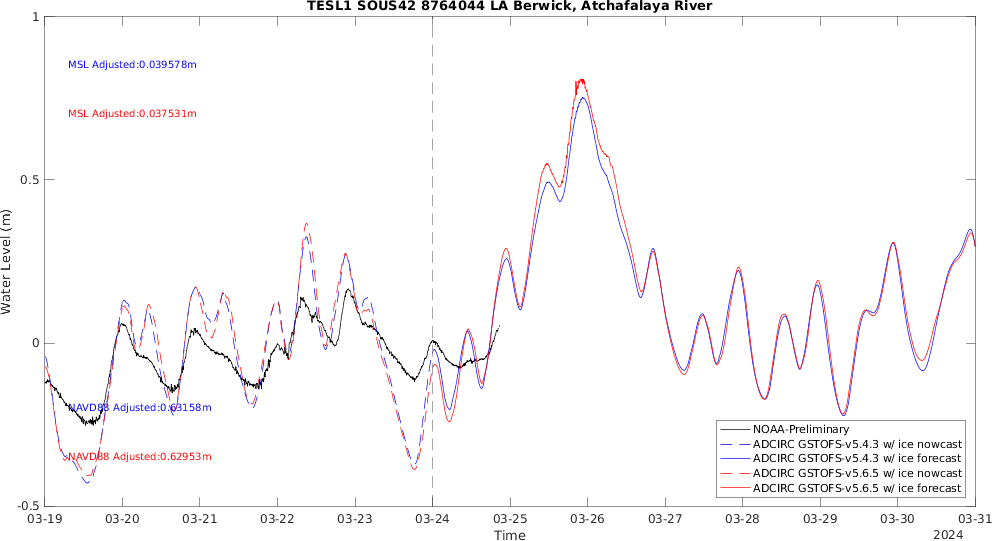 TESL1 SOUS42 8764044 LA Berwick, Atchafalaya River
1
0.5
0
-0.5
Water Level (m)
MSL Adjusted:0.039578m
MSL Adjusted:0.037531m
NAVD88 Adjusted:0.63158m
NAVD88 Adjusted:0.62953m
NOAA-Preliminary
ADCIRC GSTOFS-v5.4.3 w/ ice nowcast
ADCIRC GSTOFS-v5.4.3 w/ ice forecast
ADCIRC GSTOFS-v5.6.5 w/ ice nowcast
ADCIRC GSTOFS-v5.6.5 w/ ice forecast
03-19 03-20 03-21 03-22 03-23 03-24 03-25 03-26 03-27 03-28 03-29 03-30 03-31
Time
2024